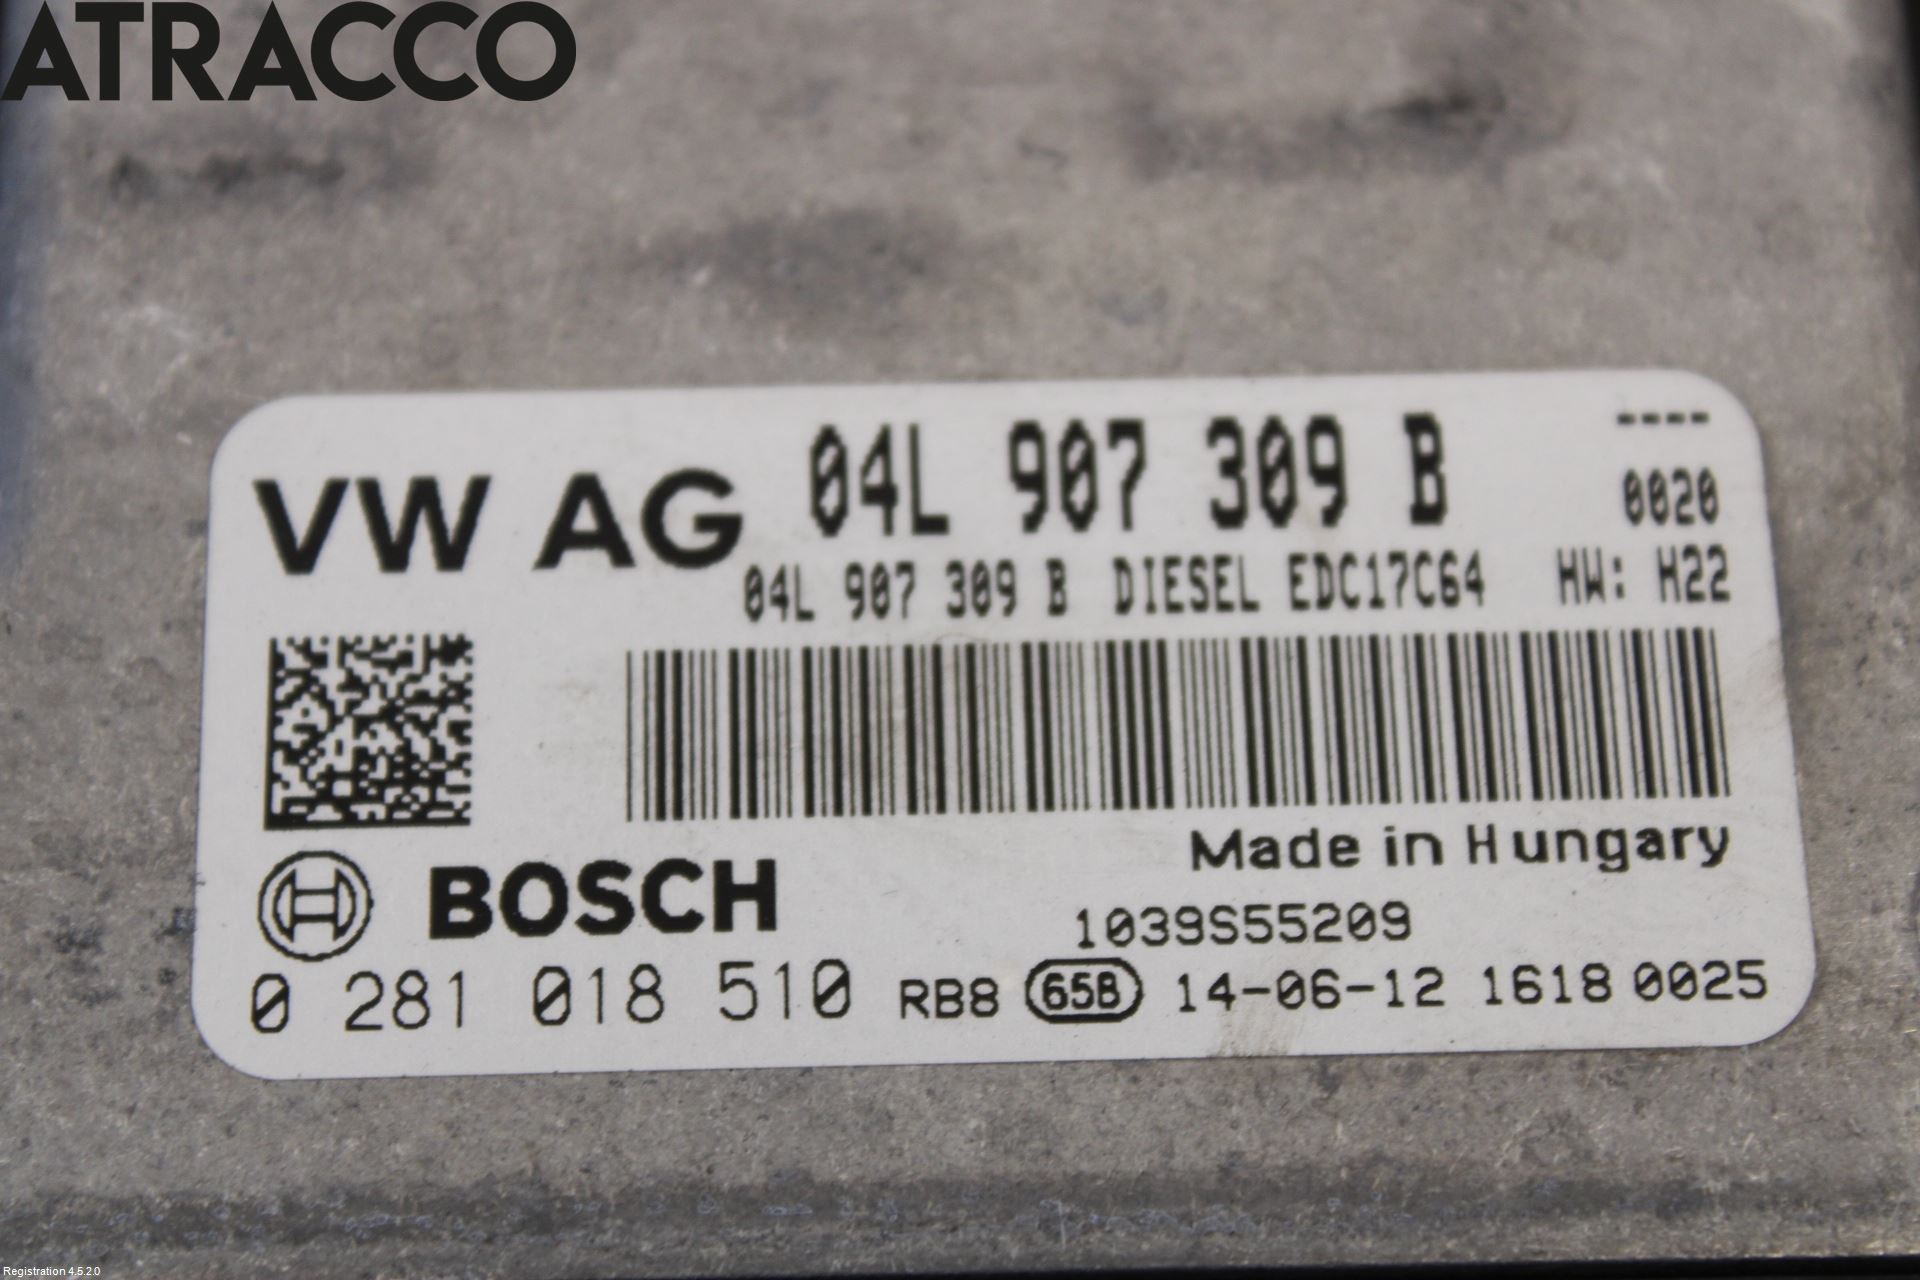 ATRACCO
VW AG 04L 907 309 B ----
0020
04L 907 309 B DIESEL EDC17C64 HW: H22
Made in Hungary
BOSCH
1039S55209
0 281 018 510 RB8 65B 14-06-12 1618 0025
Registration 4.5.2.0